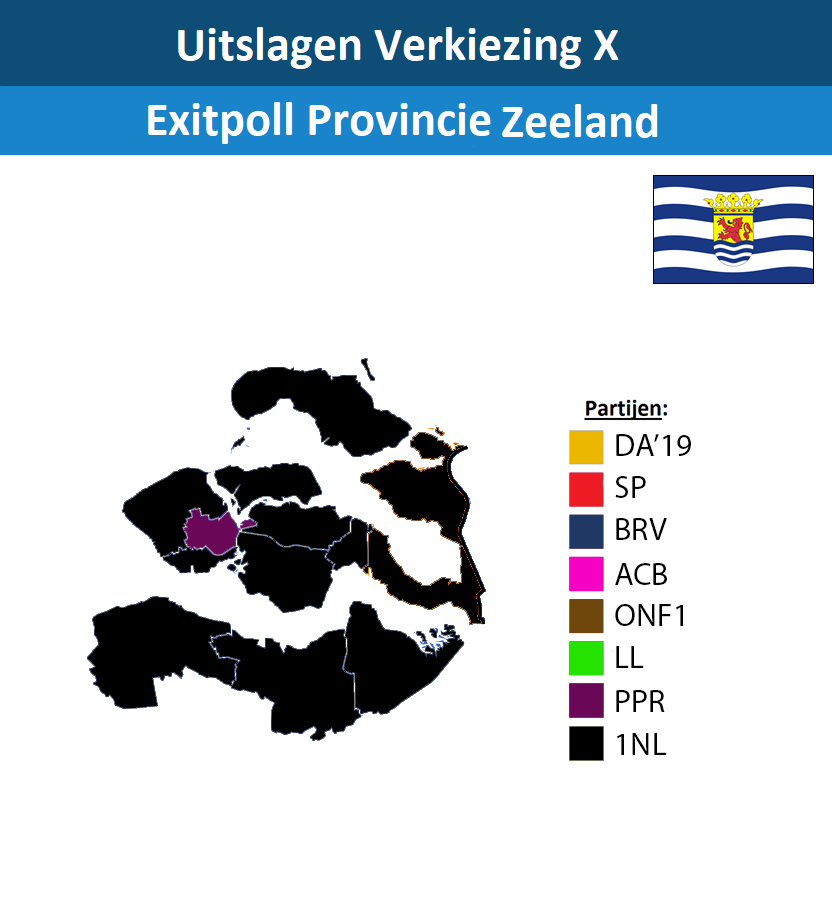 Uitslagen Verkiezing X
Exitpoll Provincie Zeeland
Partijen:
DA’19
SP
BRV
ACB
ONF1
LL
PPR
1NL